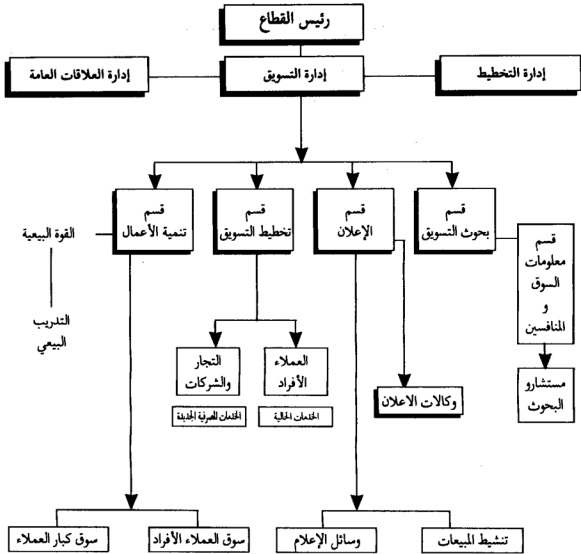 رئيس القطاع
إدارة التخطيط
إدارة التسويق
إدارة العلاقات العامة
قسم
بحوث التسويق
قسم
الإعلان
قسم
تخطيط التسويق
قسم
تنمية الأعمال
القوة البيعية
التدريب
البيعي
قسم
معلومات
السوق
و
المنافسين
مستشارو
البحوث
وكالات الاعلان
العملاء
الأفراد
التجار
والشركات
الخدمات الحالية
الخدمات المصرفية الجديدة
تنشيط المبيعات
وسائل الإعلام
سوق العملاء الأفراد
سوق كبار العملاء